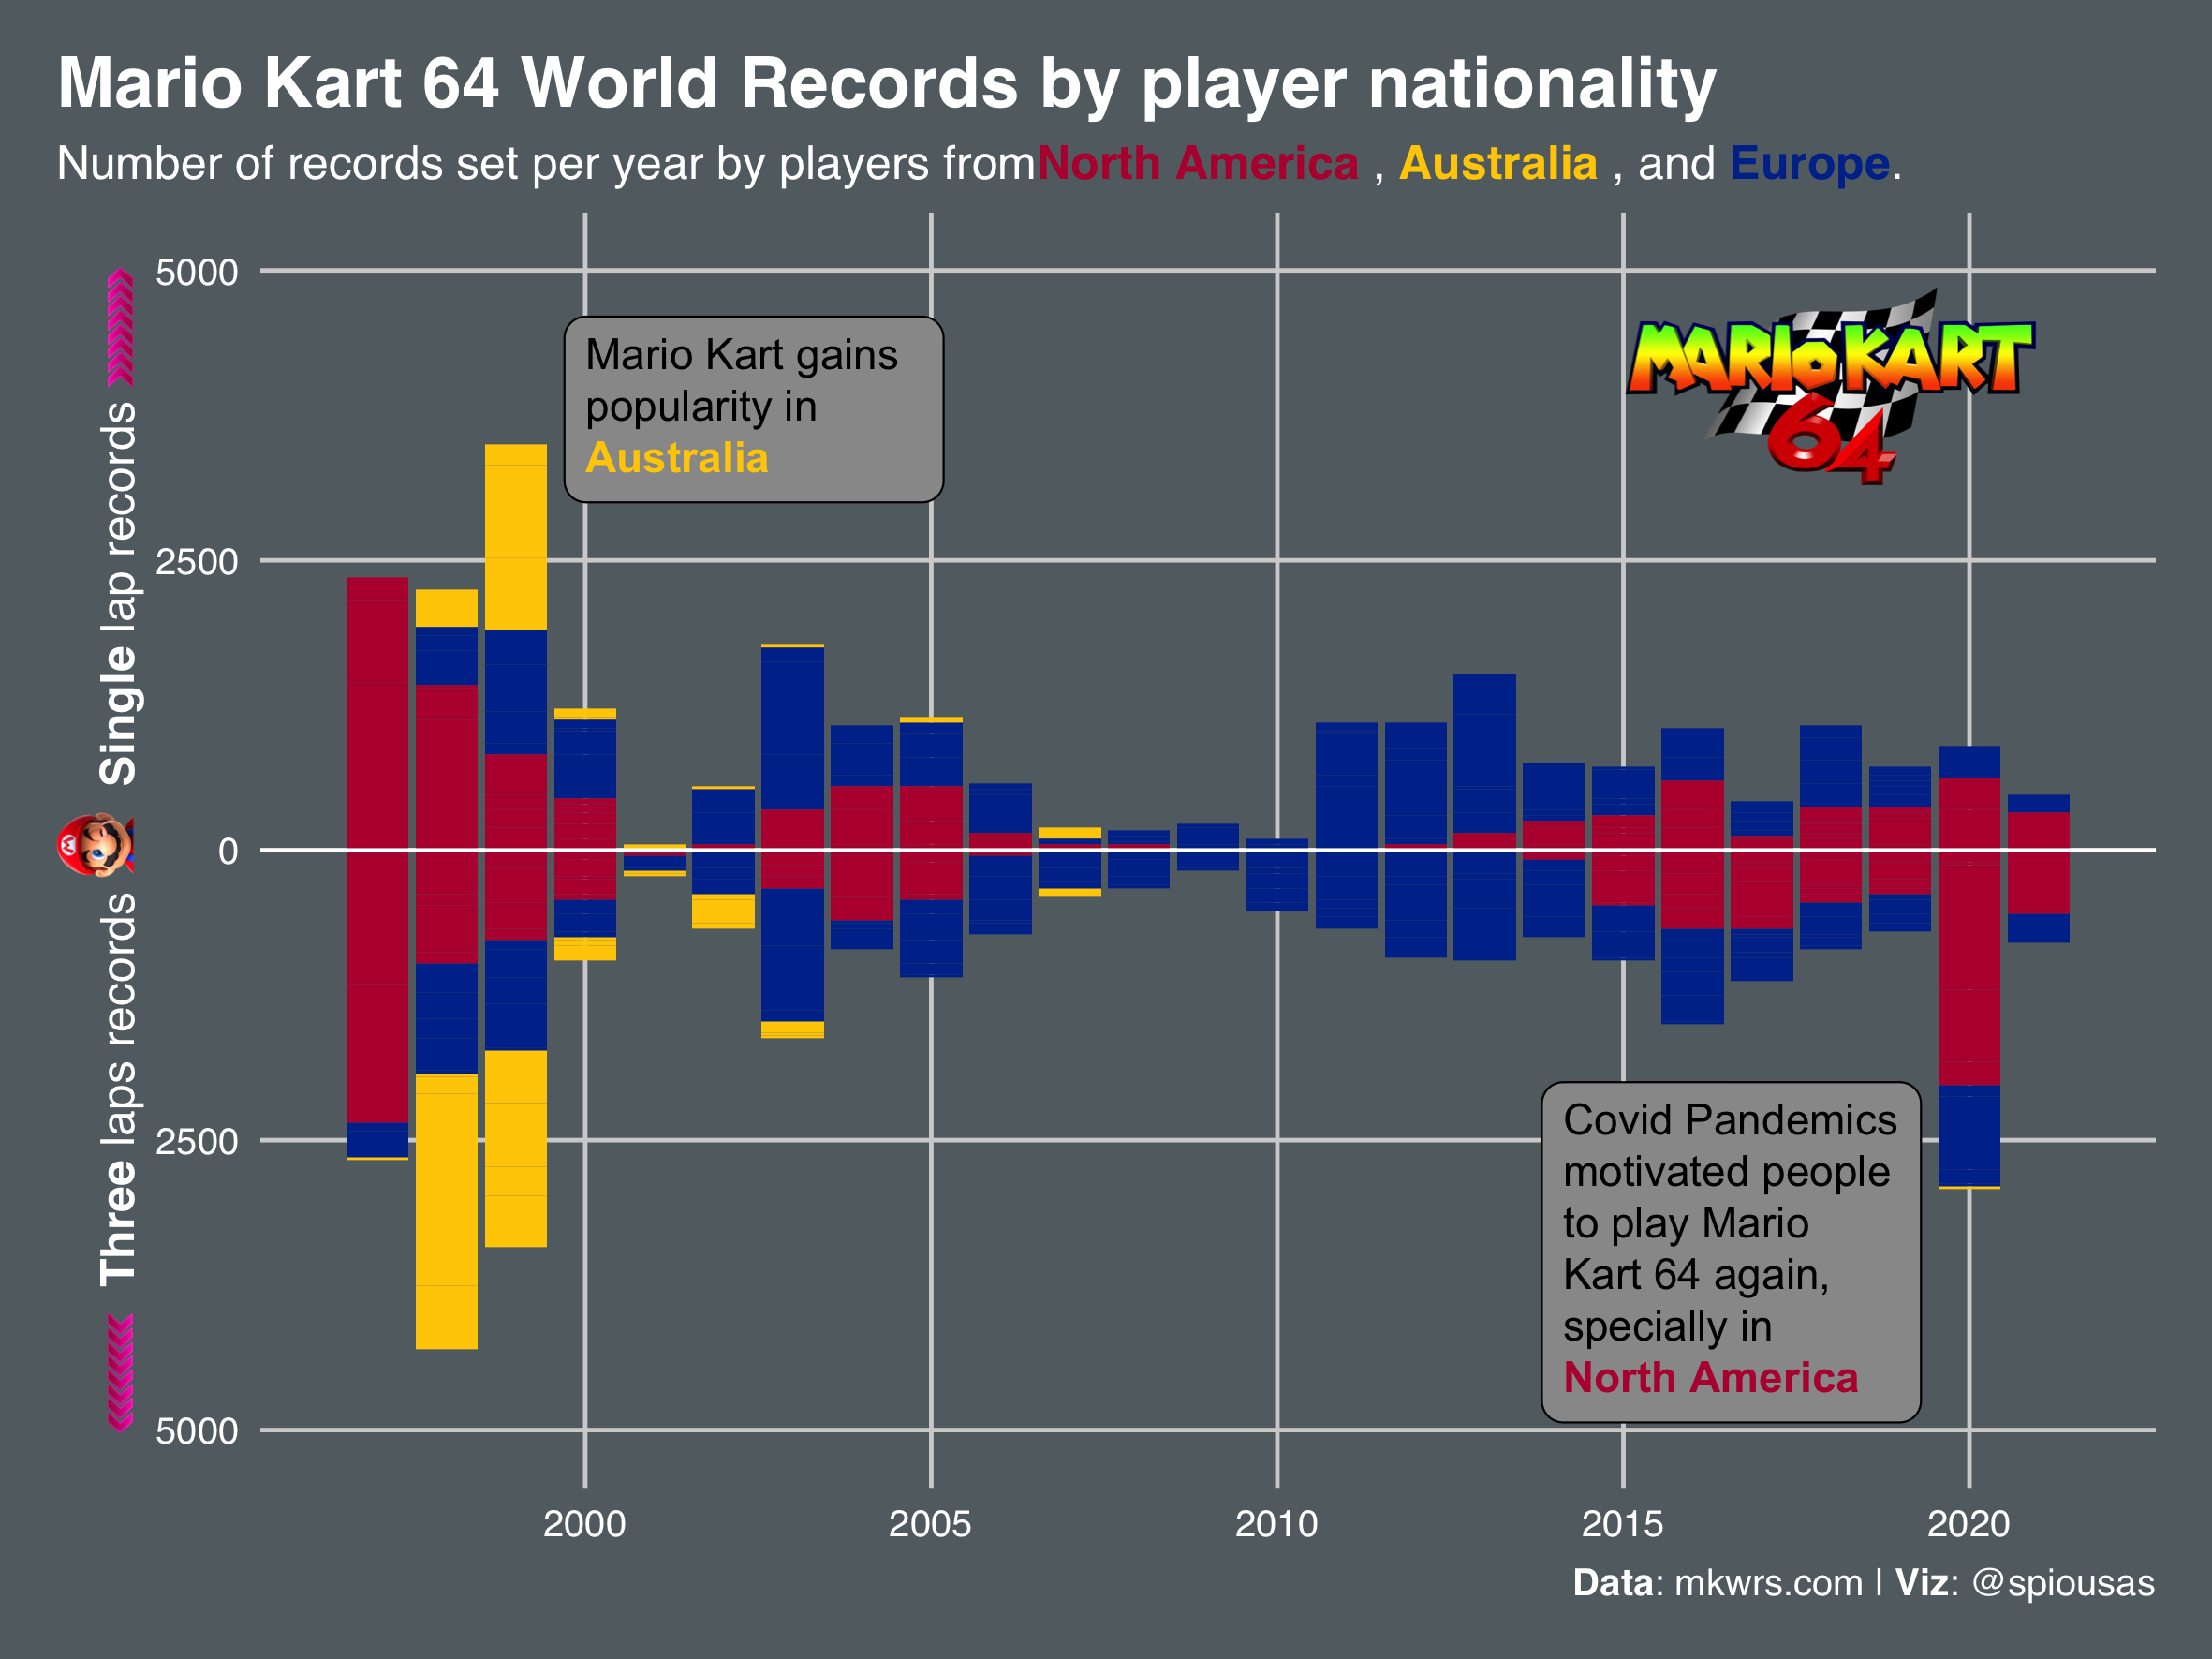 Mario Kart 64 World Records by player nationality
Number of records set per year by players fromNorth America , Australia , and Europe.
5000
2500
0
2500
5000
Single lap records
Three laps records
M
Mario Kart gains
popularity in
Australia
MARIO KART
64
Covid Pandemics
motivated people
to play Mario
Kart 64 again,
specially in
North America
2000
2005
2010
2015
2020
Data: mkwrs.com | Viz: @spiousas